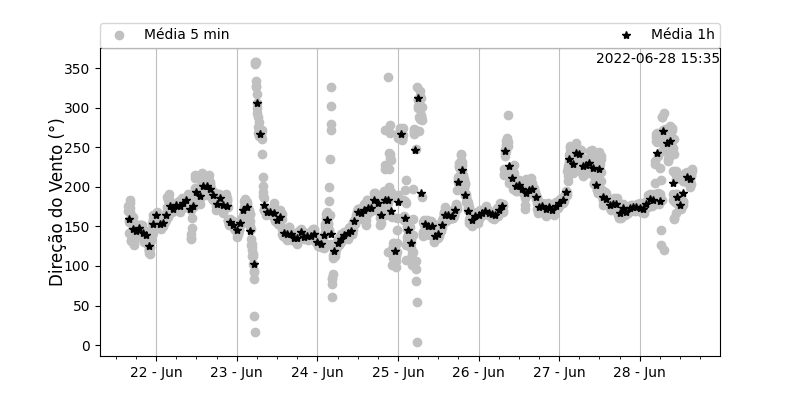 Média 5 min
Média 1h
2022-06-28 15:35
Direção do Vento (°)
350
300
250
200
150
100
50
0
22 - Jun
23 - Jun
24 - Jun
25 - Jun
26 - Jun
27 - Jun
28 - Jun